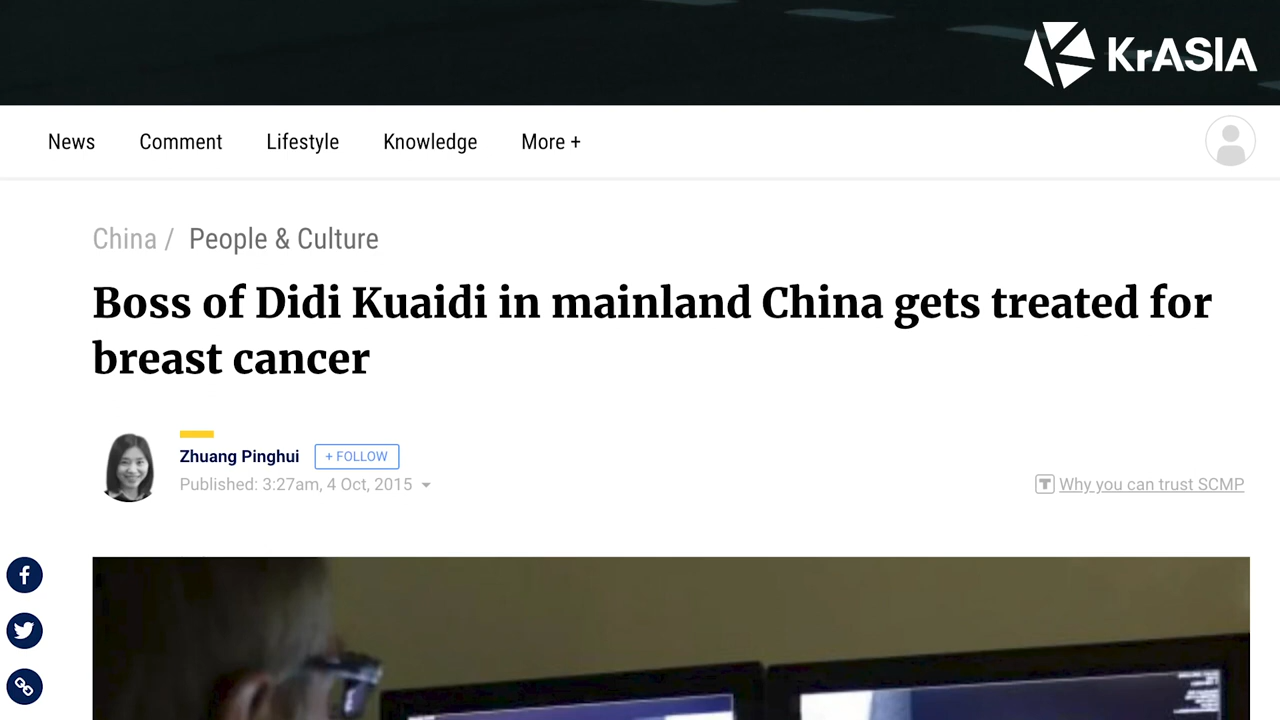 KrASIA
News Comment Lifestyle Knowledge More +
China / People & Culture
Boss of Didi Kuaidi in mainland China gets treated for
breast cancer
Zhuang Pinghui + FOLLOW
Published: 3:27am, 4 Oct, 2015
T Why you can trust SCMP